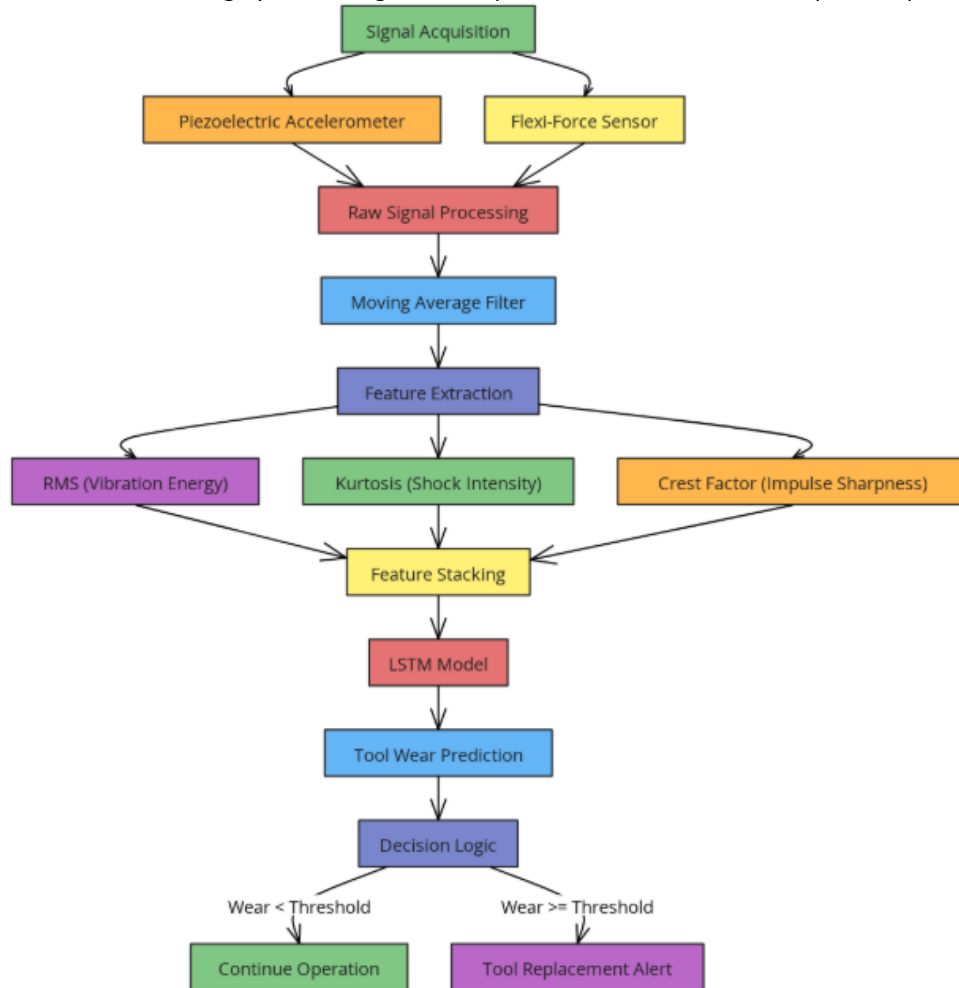 Signal Acquisition
Piezoelectric Accelerometer
Flexi-Force Sensor
Raw Signal Processing
Moving Average Filter
Feature Extraction
RMS (Vibration Energy)
Kurtosis (Shock Intensity)
Crest Factor (Impulse Sharpness)
Feature Stacking
LSTM Model
Tool Wear Prediction
Decision Logic
Wear < Threshold
Wear >= Threshold
Continue Operation
Tool Replacement Alert